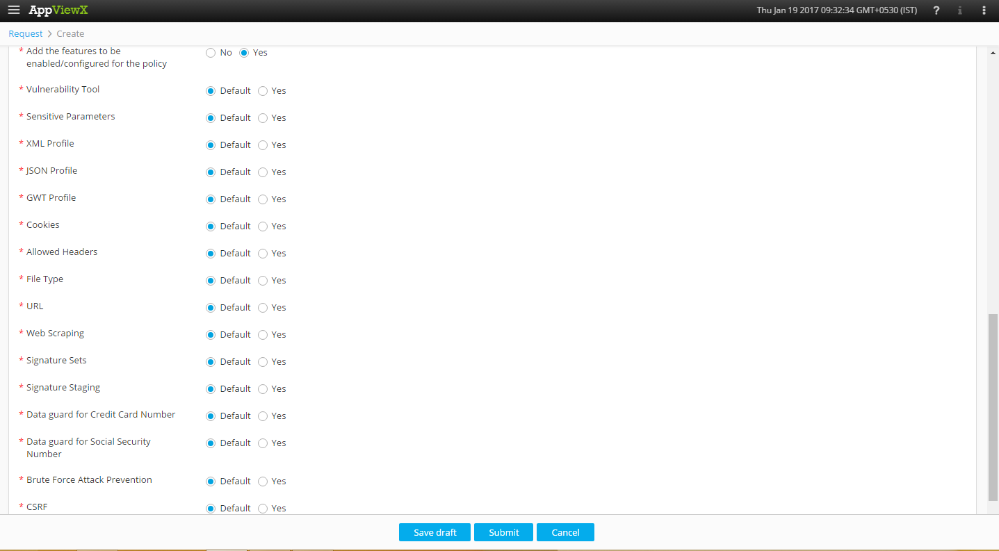 AppViewX
Thu Jan 19 2017 09:32:34 GMT+0530 (IST) ? i
Request > Create
* Add the features to be
enabled/configured for the policy
No Yes
* Vulnerability Tool Default Yes
* Sensitive Parameters Default Yes
* XML Profile Default Yes
* JSON Profile Default Yes
* GWT Profile Default Yes
* Cookies Default Yes
* Allowed Headers Default Yes
* File Type Default Yes
* URL Default Yes
* Web Scraping Default Yes
* Signature Sets Default Yes
* Signature Staging Default Yes
* Data guard for Credit Card Number Default Yes
* Data guard for Social Security
Number
Default Yes
* Brute Force Attack Prevention Default Yes
* CSRF Default Yes
Save draft Submit Cancel